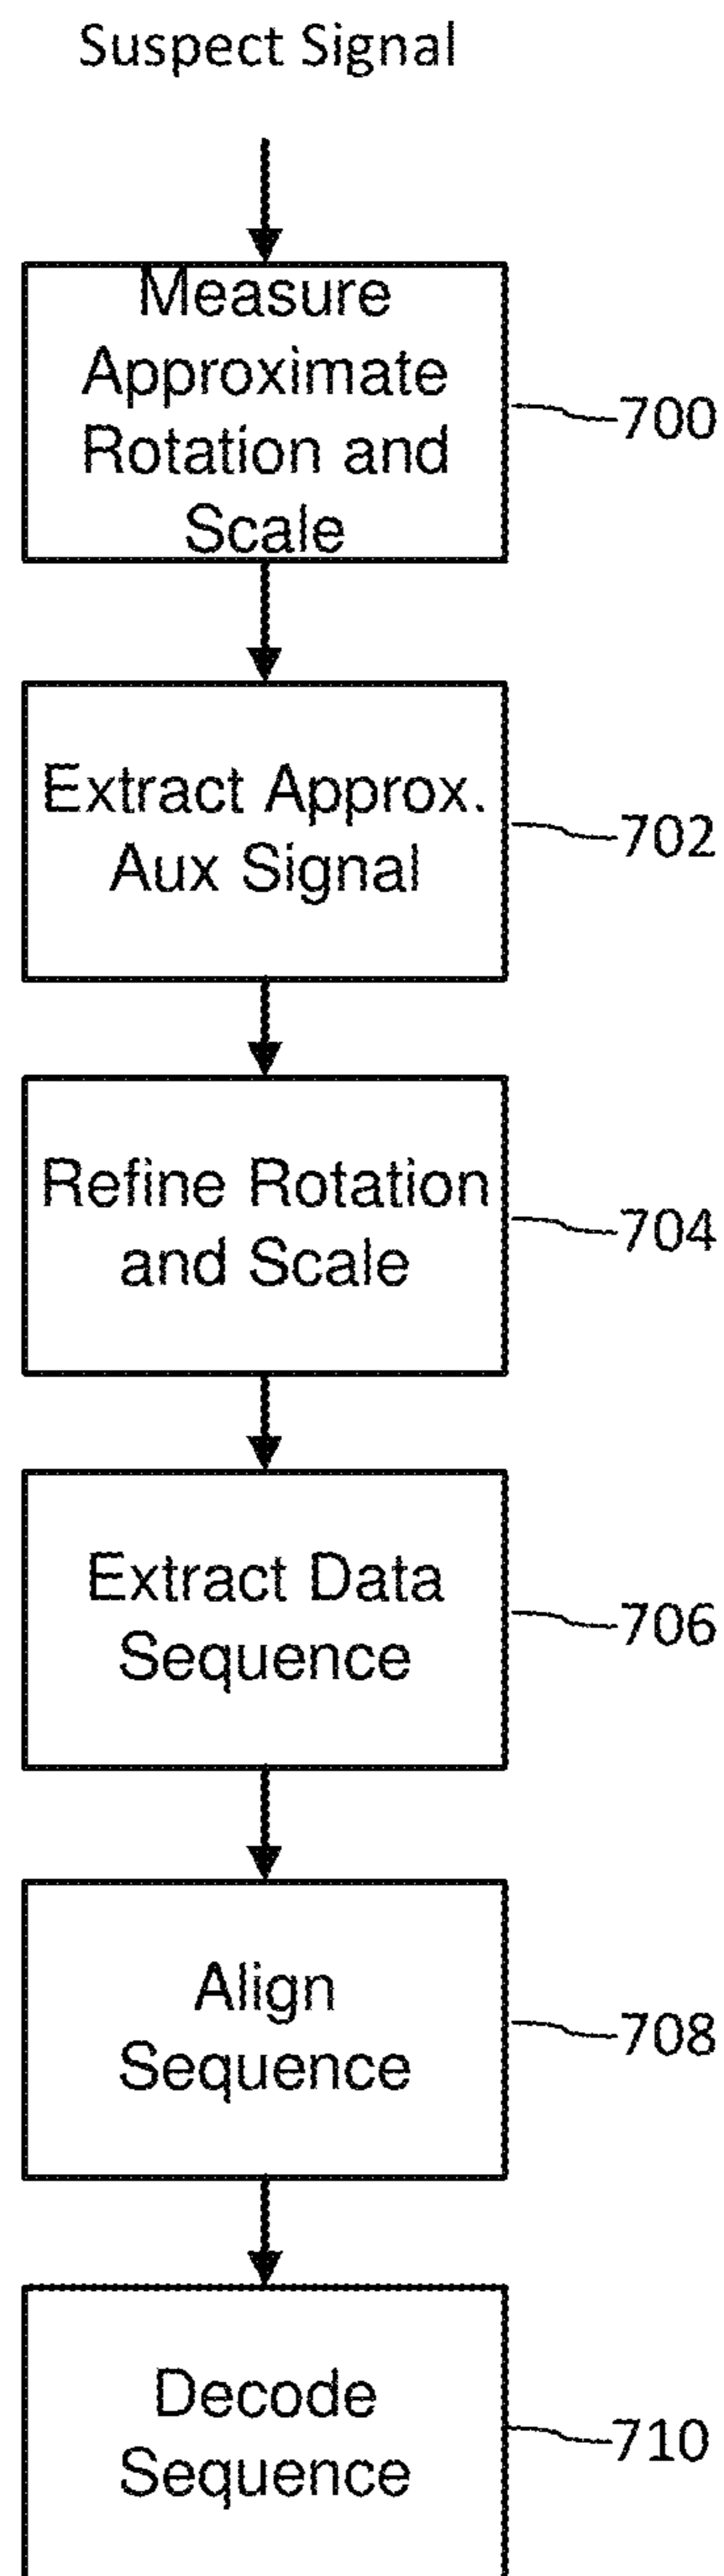 Suspect Signal
Measure
Approximate
Rotation and
Scale
700
Extract Approx.
Aux Signal
702
Refine Rotation
and Scale
704
Extract Data
Sequence
706
Align
Sequence
708
Decode
Sequence
710